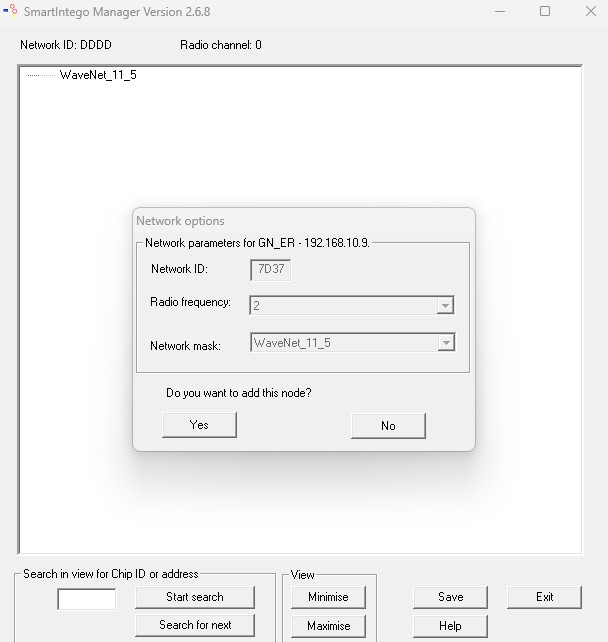 SmartIntego Manager Version 2.6.8
Network ID: DDDD Radio channel: 0
WaveNet_11_5
Network options
Network parameters for GN_ER - 192.168.10.9.
Network ID: 7D37
Radio frequency: 2
Network mask: WaveNet_11_5
Do you want to add this node?
Yes No
Search in view for Chip ID or address
Start search
Search for next
View
Minimise
Maximise
Save Exit
Help